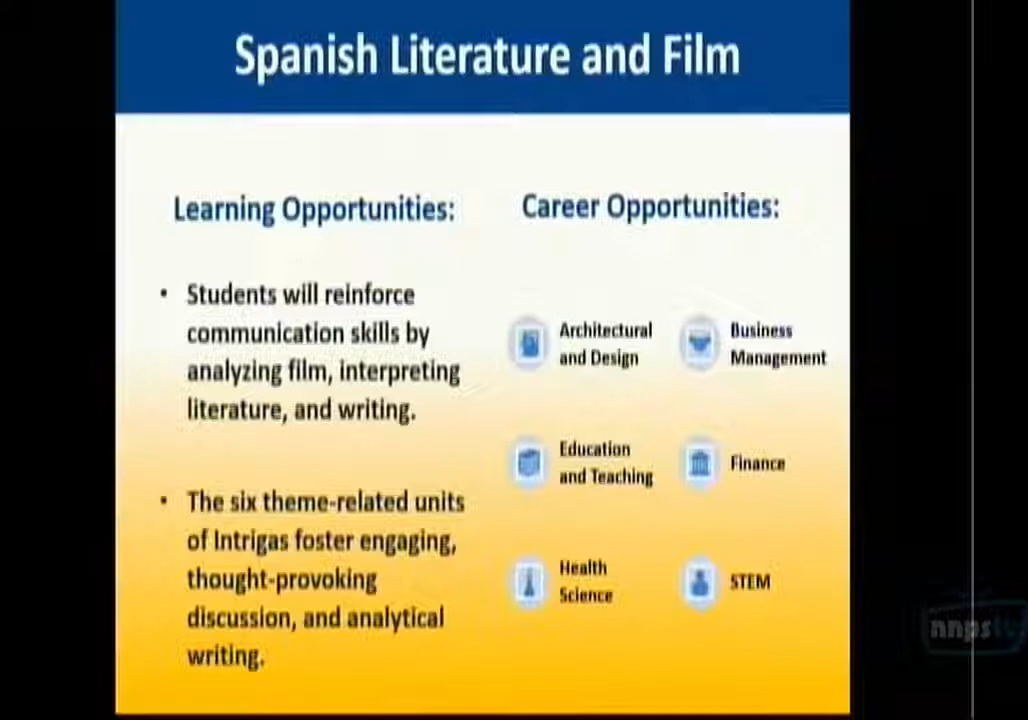 Spanish Literature and Film
Learning Opportunities:
• Students will reinforce
communication skills by
analyzing film, interpreting
literature, and writing.
• The six theme-related units
of Intrigas foster engaging,
thought-provoking
discussion, and analytical
writing.
Career Opportunities:
Architectural
and Design
Business
Management
Education
and Teaching
Finance
Health
Science
STEM
nnpstv